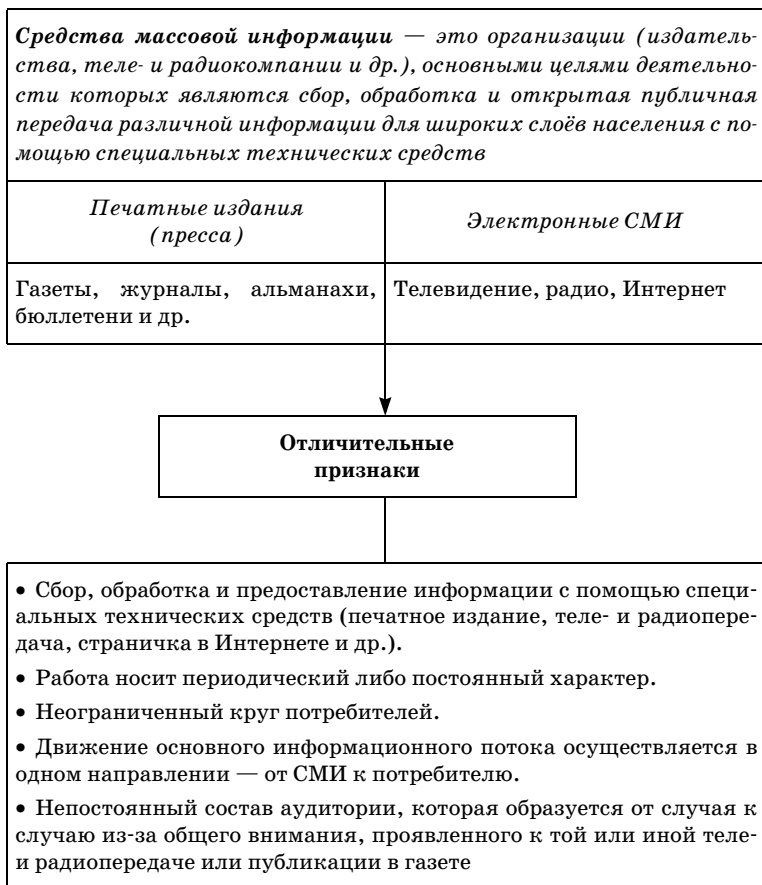 Средства массовой информации — это организации (издатель-
ства, теле- и радиокомпании и др.), основными целями деятельно-
сти которых являются сбор, обработка и открытая публичная
передача различной информации для широких слоёв населения с по-
мощью специальных технических средств
Печатные издания
(пресса)
Электронные СМИ
Газеты, журналы, альманахи,
бюллетени и др.
Телевидение, радио, Интернет
Отличительные
признаки
• Сбор, обработка и предоставление информации с помощью специ-
альных технических средств (печатное издание, теле- и радиопере-
дача, страничка в Интернете и др.).
• Работа носит периодический либо постоянный характер.
• Неограниченный круг потребителей.
• Движение основного информационного потока осуществляется в
одном направлении — от СМИ к потребителю.
• Непостоянный состав аудитории, которая образуется от случая к
случаю из-за общего внимания, проявленного к той или иной теле-
и радиопередаче или публикации в газете